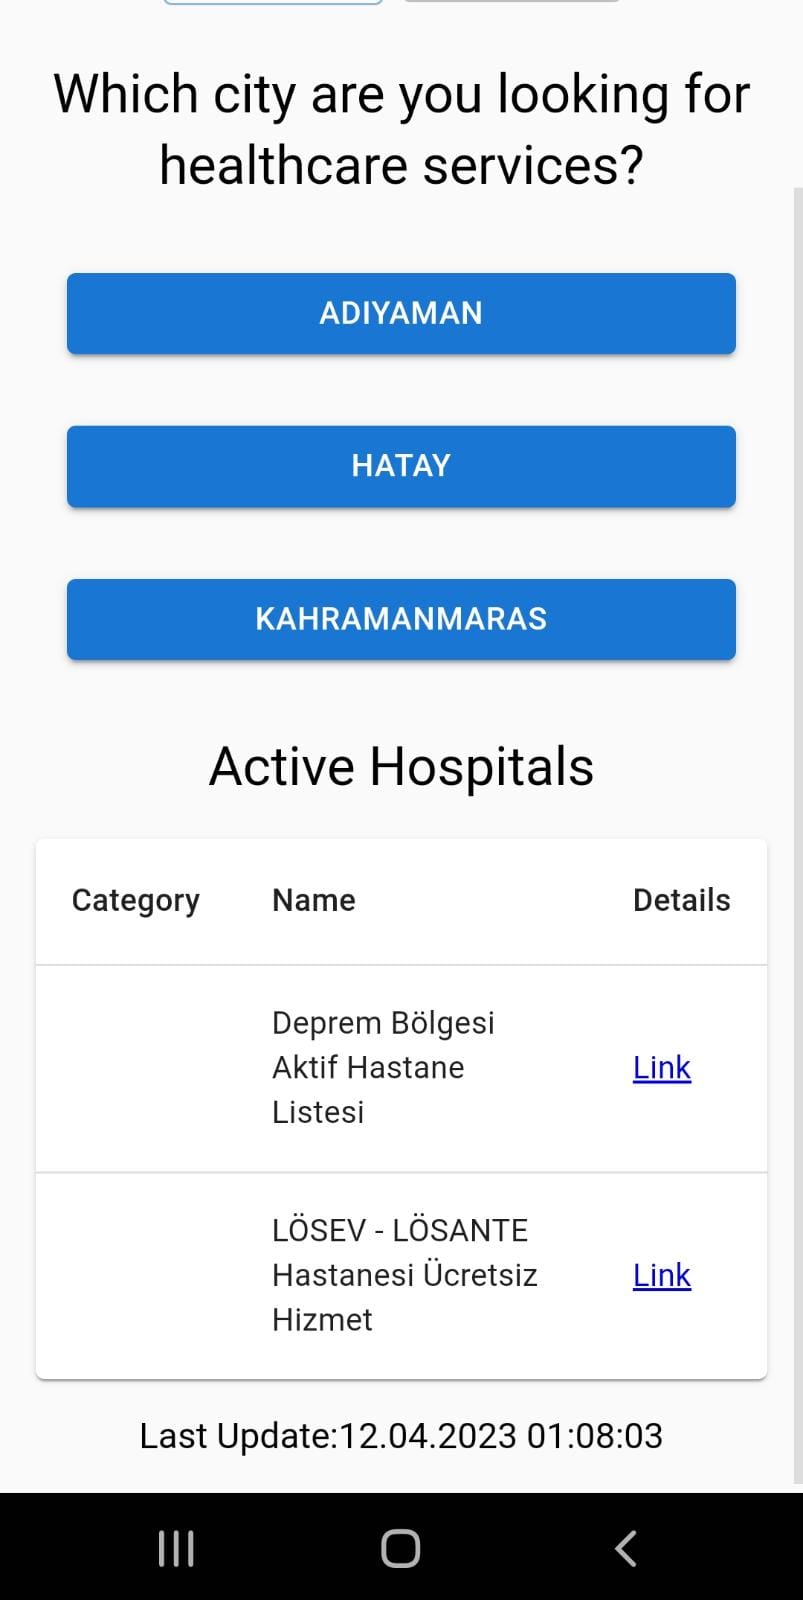 Which city are you looking for
healthcare services?
ADIYAMAN
HATAY
KAHRAMANMARAS
Active Hospitals
Category Name Details
Deprem Bölgesi
Aktif Hastane Link
Listesi
LÖSEV - LÖSANTE
Hastanesi Ücretsiz Link
Hizmet
Last Update:12.04.2023 01:08:03